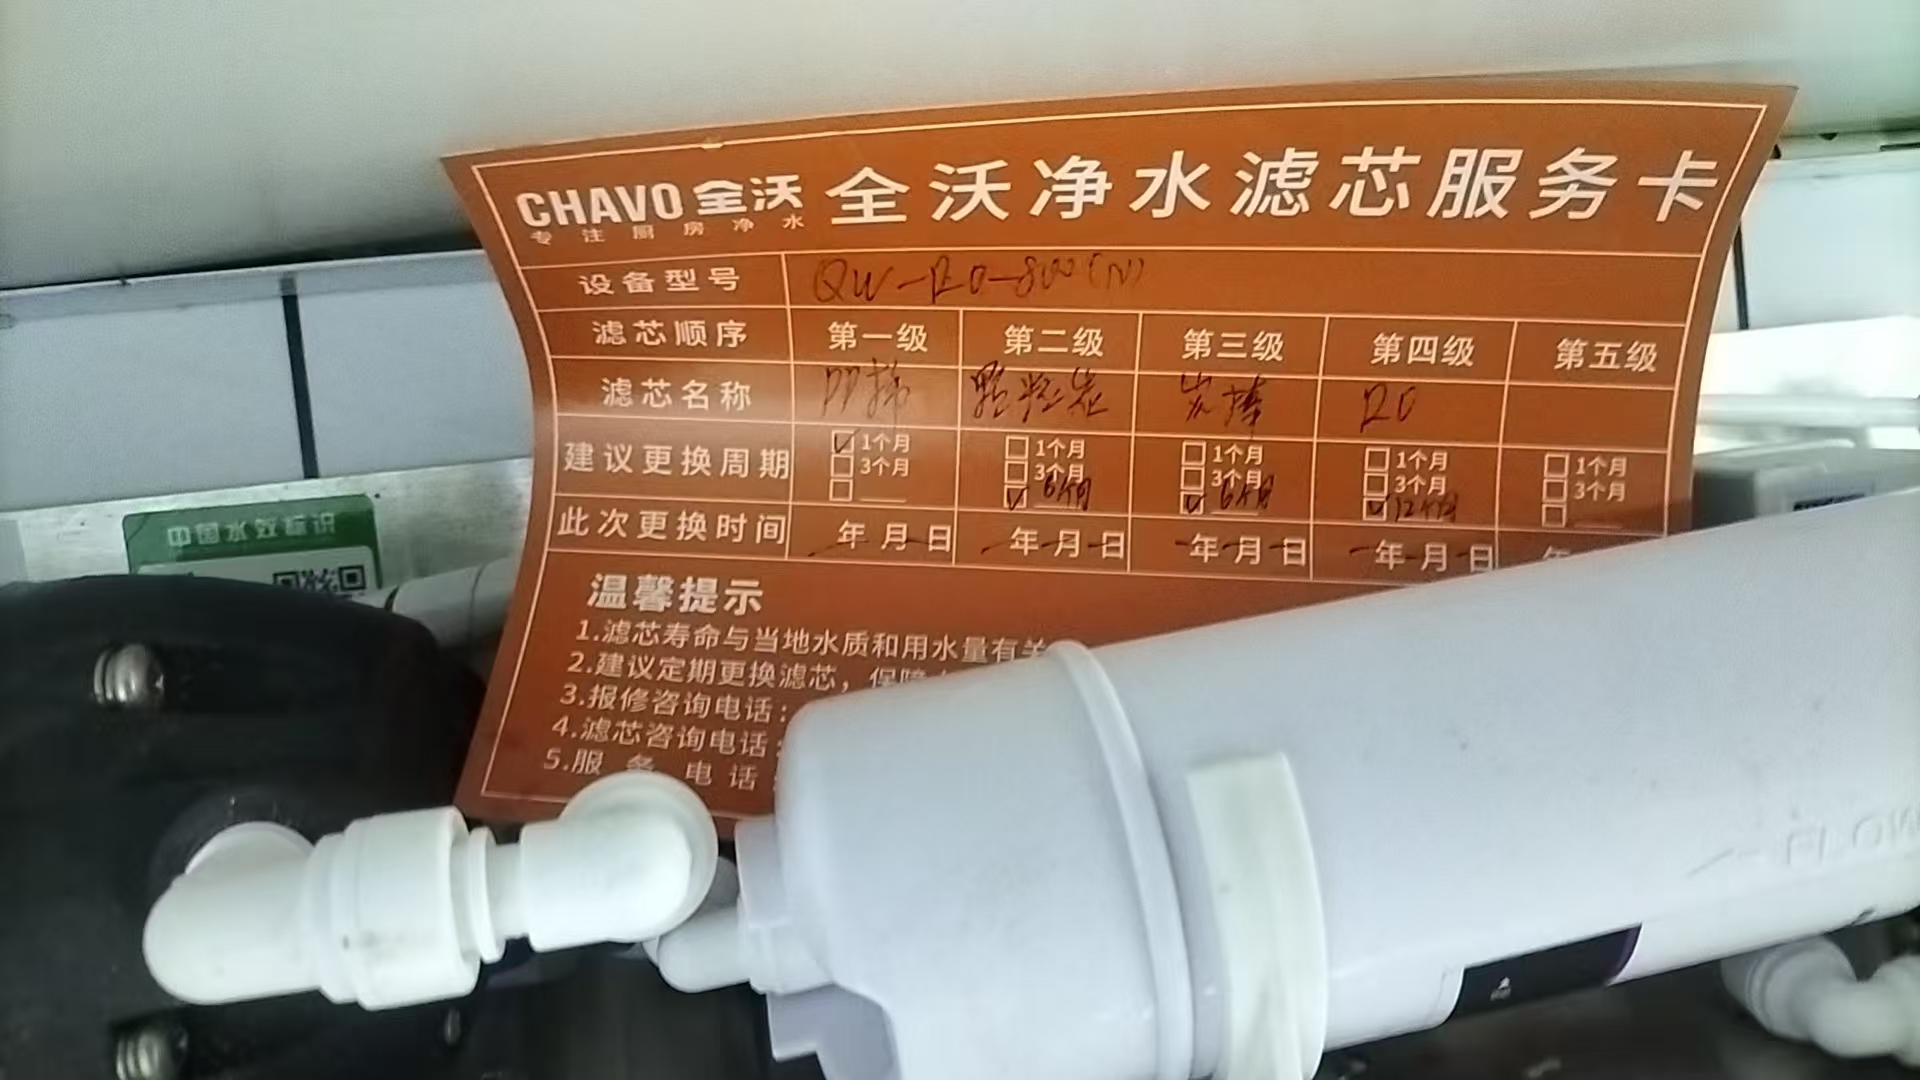 CHAVO 全沃 全沃净水滤芯服务卡
专注厨房净水
设备型号 QW-RO-800(N)
滤芯顺序 第一级 第二级 第三级 第四级 第五级
滤芯名称 PP棉 颗粒炭 炭棒 RO
建议更换周期
1个月 1个月 1个月 1个月 1个月
3个月 3个月 3个月 3个月 3个月
6个月 6个月 12个月
此次更换时间 年 月 日 年 月 日 年 月 日 年 月 日 年
温馨提示
1.滤芯寿命与当地水质和用水量有关
2.建议定期更换滤芯，保障
3.报修咨询电话：
4.滤芯咨询电话：
5.服务电话
中国水效标识
FLOW